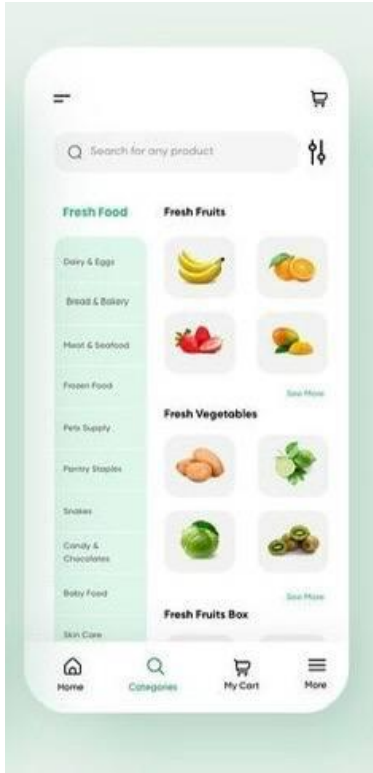 Search for any product
Fresh Food
Dairy & Eggs
Bread & Bakery
Meat & Seafood
Frozen Food
Pets Supply
Pantry Staples
Snakes
Candy &
Chocolates
Baby Food
Skin Care
Fresh Fruits
See More
Fresh Vegetables
See More
Fresh Fruits Box
Home
Categories
My Cart
More